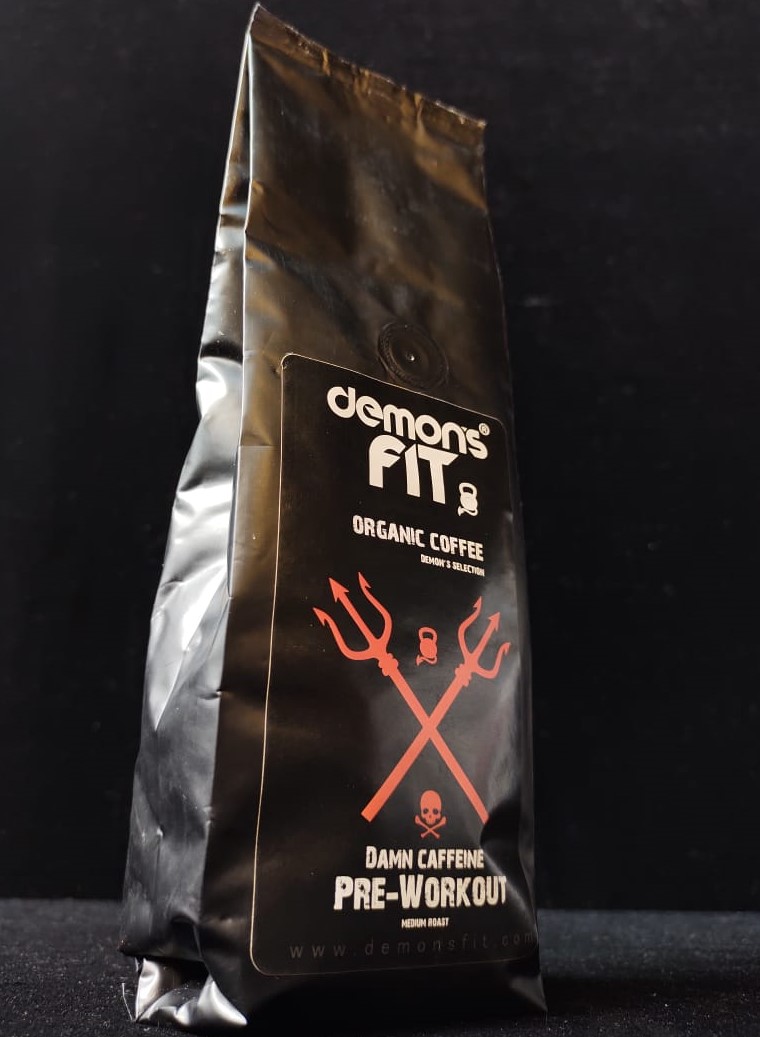 demon's®
FIT
ORGANIC COFFEE
DEMON'S SELECTION
DAMN CAFFEINE
PRE-WORKOUT
MEDIUM ROAST
www.demonsfit.com